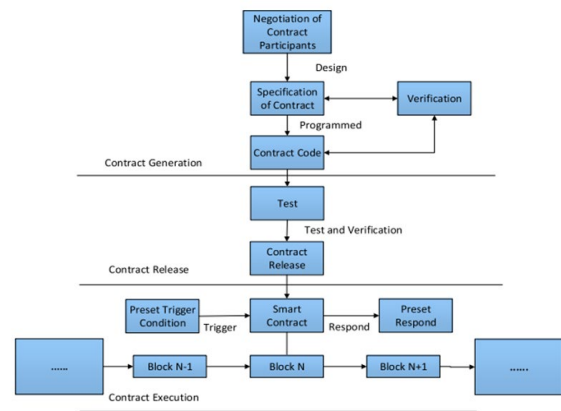 Negotiation of
Contract
Participants
Design
Specification
of Contract
Verification
Programmed
Contract Code
Contract Generation
Test
Test and Verification
Contract
Release
Contract Release
Preset Trigger
Condition
Trigger
Smart
Contract
Respond
Preset
Respond
......
Block N-1
Block N
Block N+1
......
Contract Execution